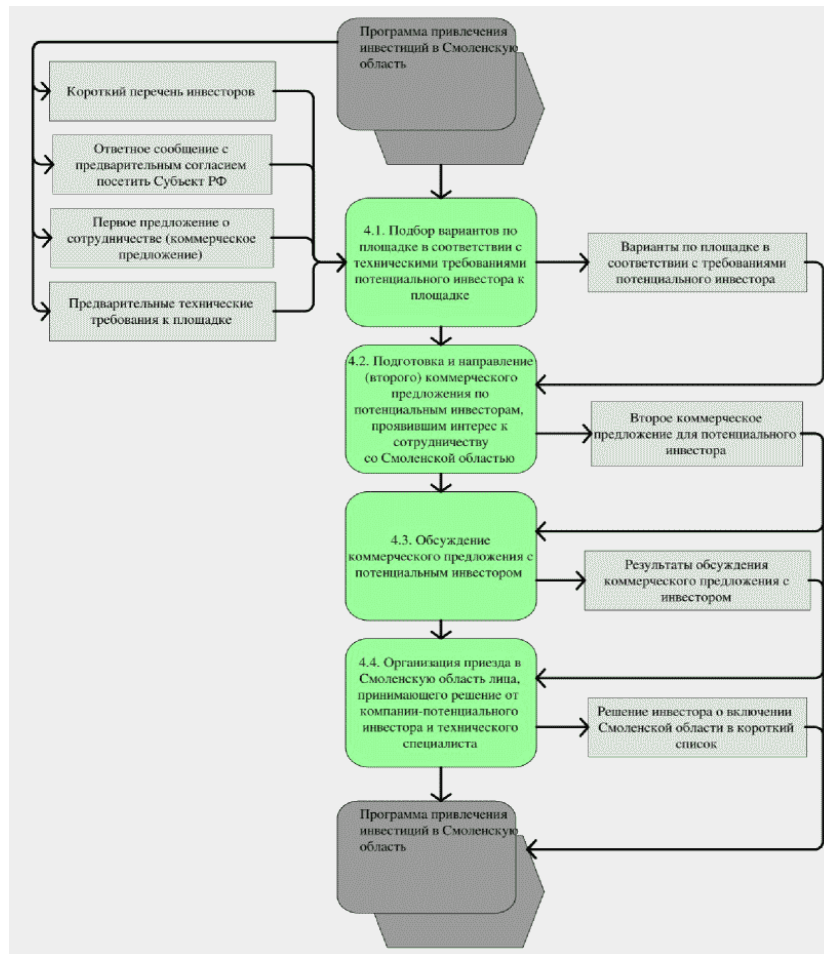 Программа привлечения
инвестиций в Смоленскую
область
Короткий перечень инвесторов
Ответное сообщение с
предварительным согласием
посетить Субъект РФ
Первое предложение о
сотрудничестве (коммерческое
предложение)
Предварительные технические
требования к площадке
4.1. Подбор вариантов по
площадке в соответствии с
техническими требованиями
потенциального инвестора к
площадке
Варианты по площадке в
соответствии с требованиями
потенциального инвестора
4.2. Подготовка и направление
(второго) коммерческого
предложения по
потенциальным инвесторам,
проявившим интерес к
сотрудничеству
со Смоленской областью
Второе коммерческое
предложение для потенциального
инвестора
4.3. Обсуждение
коммерческого предложения с
потенциальным инвестором
Результаты обсуждения
коммерческого предложения с
инвестором
4.4. Организация приезда в
Смоленскую область лица,
принимающего решение от
компании-потенциального
инвестора и технического
специалиста
Решение инвестора о включении
Смоленской области в короткий
список
Программа привлечения
инвестиций в Смоленскую
область